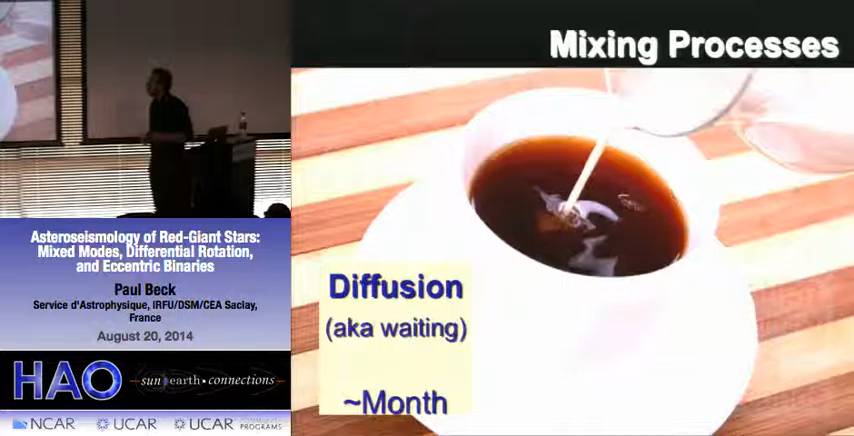 Mixing Processes
Diffusion
(aka waiting)
~Month
Asteroseismology of Red-Giant Stars:
Mixed Modes, Differential Rotation,
and Eccentric Binaries
Paul Beck
Service d'Astrophysique, IRFU/DSM/CEA Saclay,
France
August 20, 2014
HAO
sun earth • connections
NCAR
UCAR
UCAR
PROGRAMS